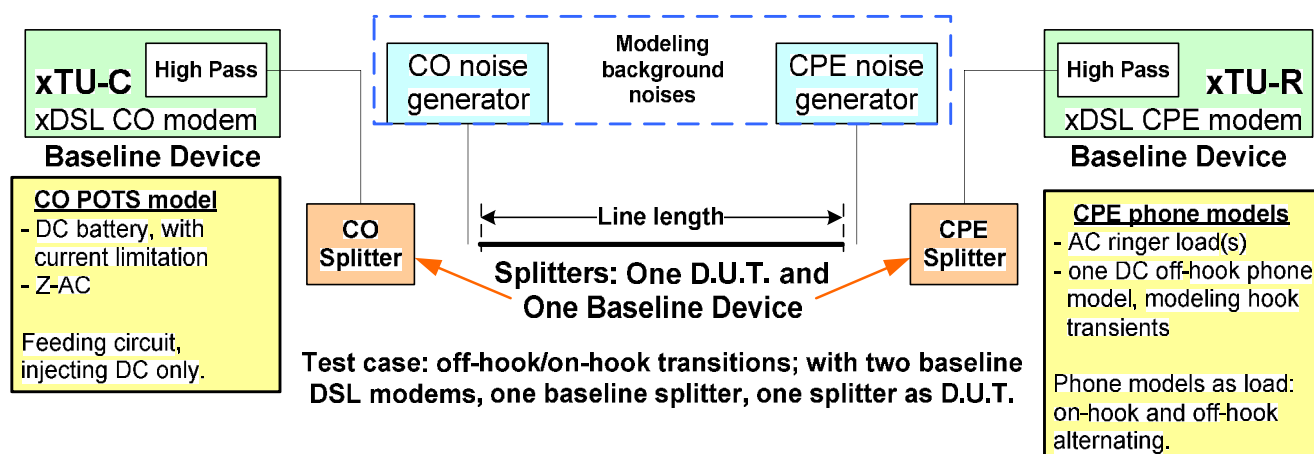 xTU-C
High Pass
xDSL CO modem
Baseline Device
CO noise
generator
Modeling
background
noises
CPE noise
generator
High Pass
xTU-R
xDSL CPE modem
Baseline Device
CO POTS model
- DC battery, with
current limitation
- Z-AC
Feeding circuit,
injecting DC only.
CO
Splitter
Line length
Splitters: One D.U.T. and
One Baseline Device
CPE
Splitter
Test case: off-hook/on-hook transitions; with two baseline
DSL modems, one baseline splitter, one splitter as D.U.T.
CPE phone models
- AC ringer load(s)
- one DC off-hook phone
model, modeling hook
transients
Phone models as load:
on-hook and off-hook
alternating.